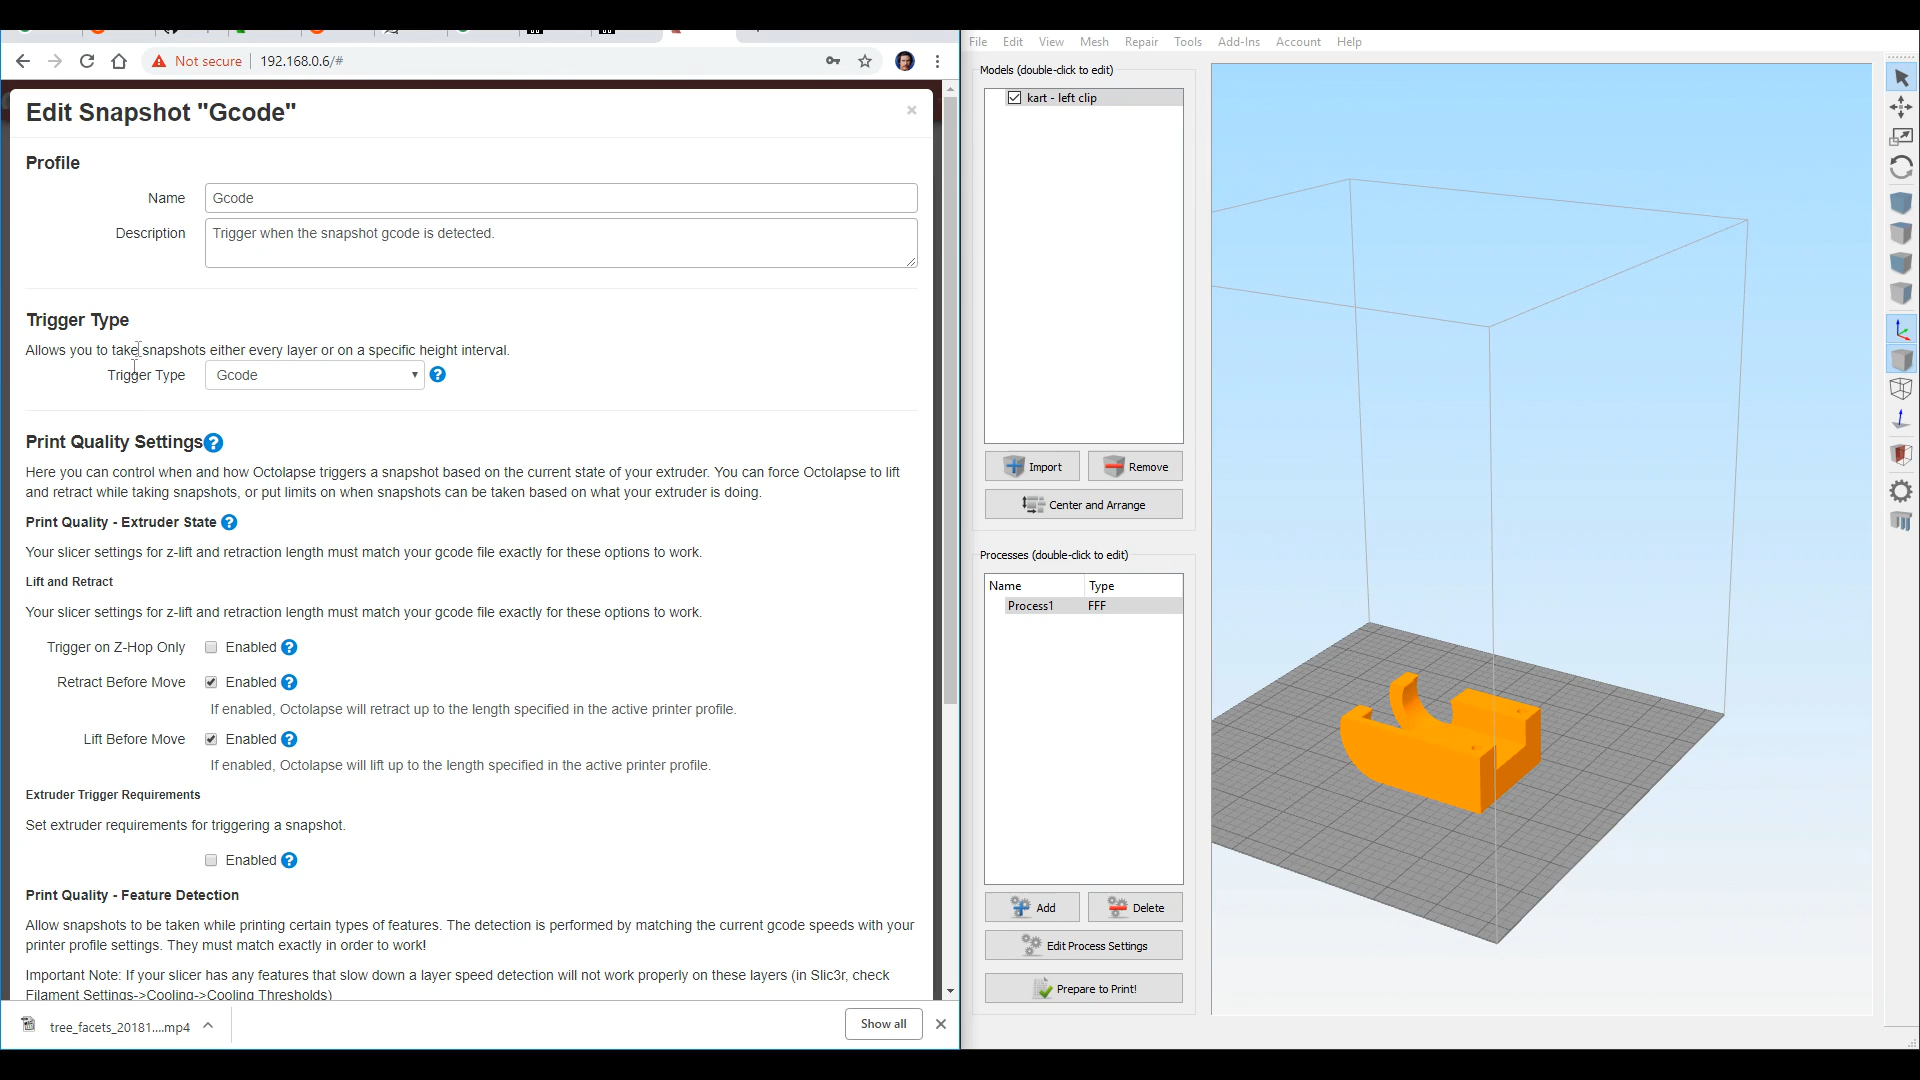 Not secure
192.168.0.6/#
Edit Snapshot "Gcode"
×
Profile
Name
Gcode
Description
Trigger when the snapshot gcode is detected.
Trigger Type
Allows you to take snapshots either every layer or on a specific height interval.
Trigger Type
Gcode
Print Quality Settings
Here you can control when and how Octolapse triggers a snapshot based on the current state of your extruder. You can force Octolapse to lift
and retract while taking snapshots, or put limits on when snapshots can be taken based on what your extruder is doing.
Print Quality - Extruder State
Your slicer settings for z-lift and retraction length must match your gcode file exactly for these options to work.
Lift and Retract
Your slicer settings for z-lift and retraction length must match your gcode file exactly for these options to work.
Trigger on Z-Hop Only
Enabled
Retract Before Move
Enabled
If enabled, Octolapse will retract up to the length specified in the active printer profile.
Lift Before Move
Enabled
If enabled, Octolapse will lift up to the length specified in the active printer profile.
Extruder Trigger Requirements
Set extruder requirements for triggering a snapshot.
Enabled
Print Quality - Feature Detection
Allow snapshots to be taken while printing certain types of features. The detection is performed by matching the current gcode speeds with your
printer profile settings. They must match exactly in order to work!
Important Note: If your slicer has any features that slow down a layer speed detection will not work properly on these layers (in Slic3r, check
Filament Settings->Cooling->Cooling Thresholds)
tree_facets_20181....mp4
Show all
File Edit View Mesh Repair Tools Add-Ins Account Help
Models (double-click to edit)
kart - left clip
Import
Remove
Center and Arrange
Processes (double-click to edit)
Name Type
Process1 FFF
Add
Delete
Edit Process Settings
Prepare to Print!